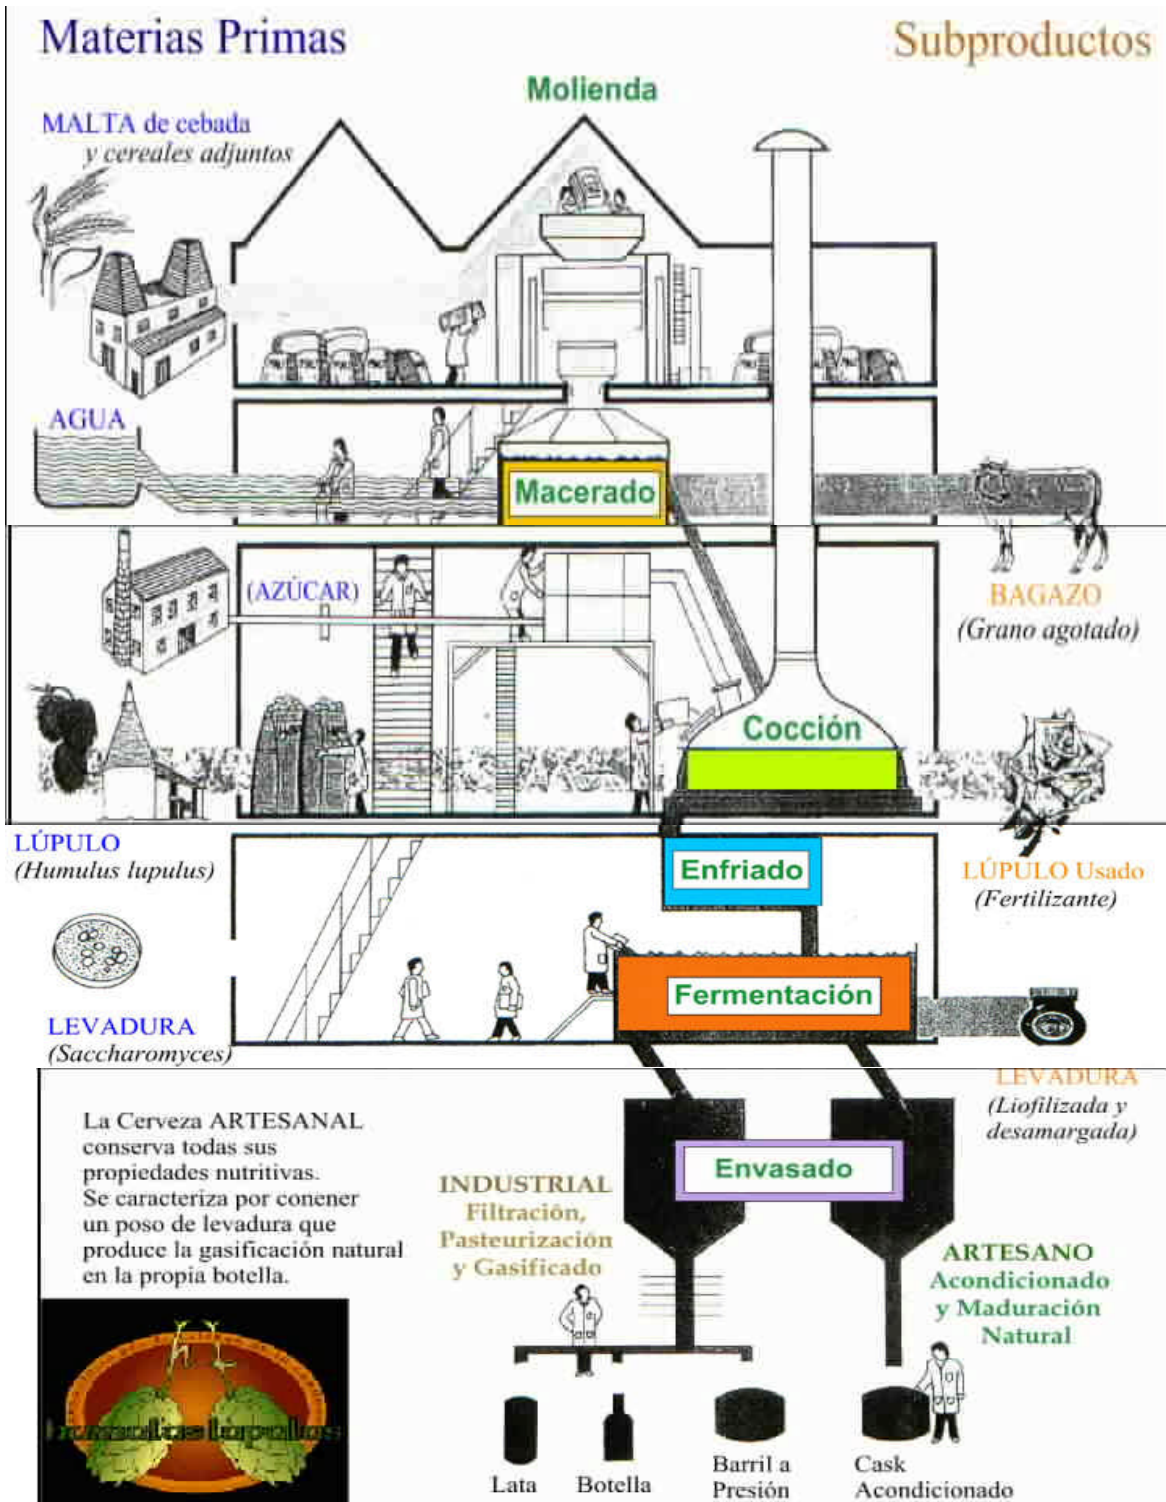 Materias Primas
Subproductos
Molienda
MALTA de cebada
y cereales adjuntos
AGUA
Macerado
(AZÚCAR)
BAGAZO
(Grano agotado)
Cocción
LÚPULO
(Humulus lupulus)
Enfriado
LÚPULO Usado
(Fertilizante)
Fermentación
LEVADURA
(Saccharomyces)
LEVADURA
(Liofilizada y
desamargada)
La Cerveza ARTESANAL
conserva todas sus
propiedades nutritivas.
Se caracteriza por conener
un poso de levadura que
produce la gasificación natural
en la propia botella.
Envasado
INDUSTRIAL
Filtración,
Pasteurización
y Gasificado
ARTESANO
Acondicionado
y Maduración
Natural
humulus lupulus
Lata
Botella
Barril a
Presión
Cask
Acondicionado